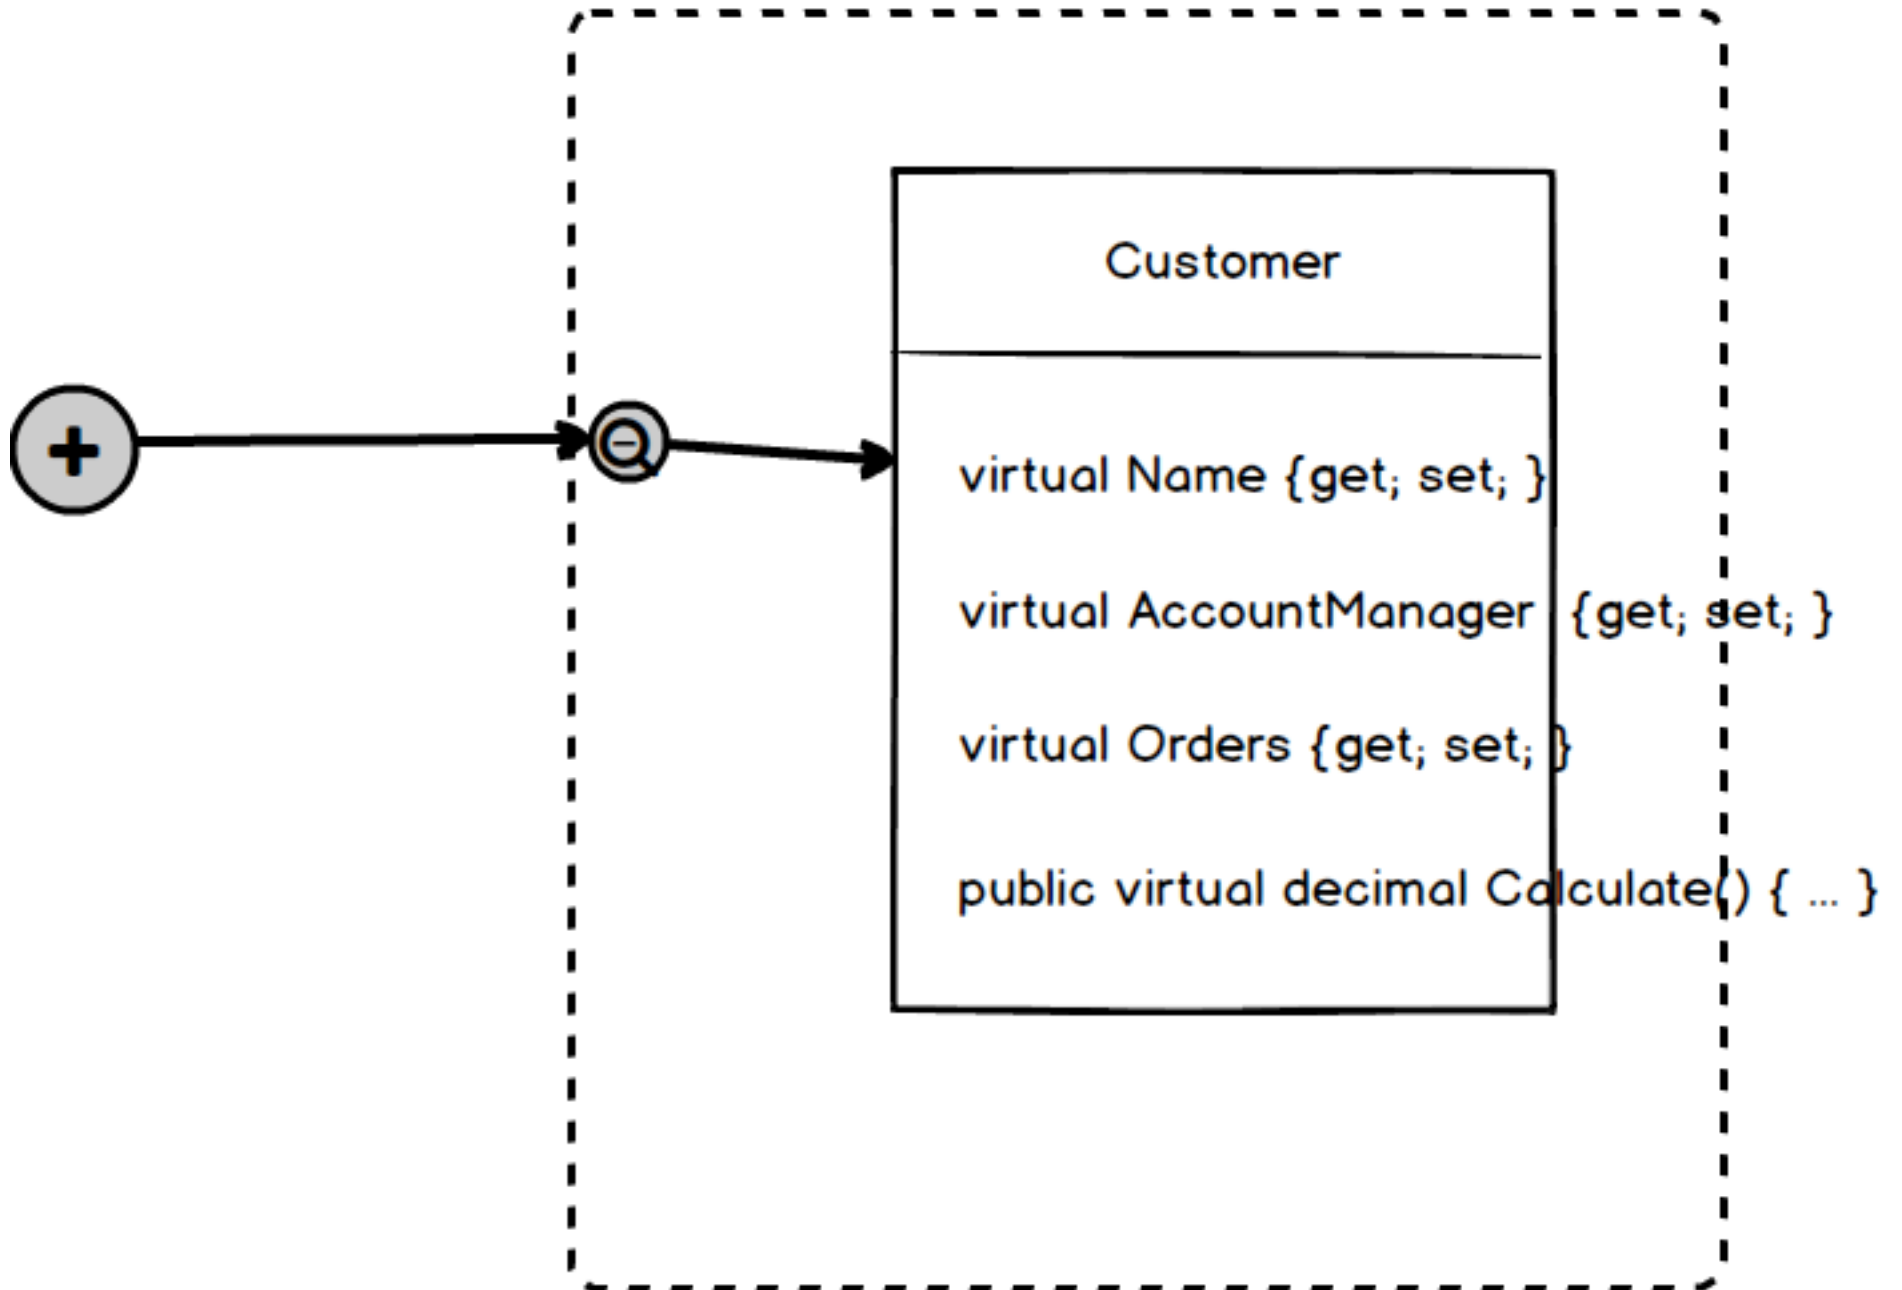 Customer
virtual Name {get; set; }
virtual AccountManager {get; set; }
virtual Orders {get; set; }
public virtual decimal Calculate() { ... }